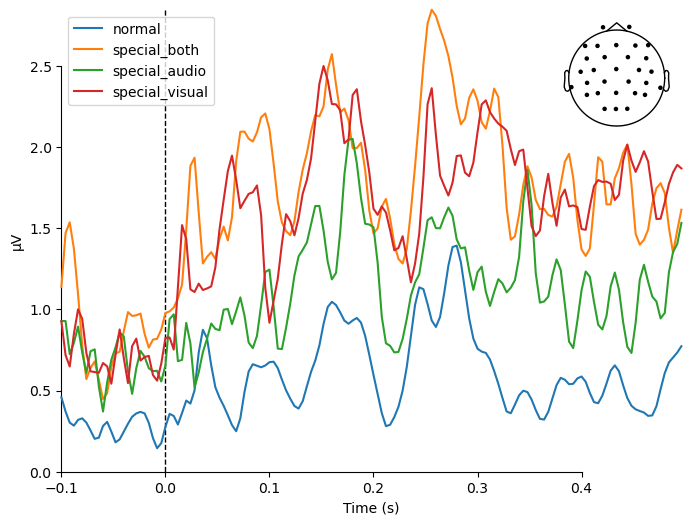 normal
special_both
special_audio
special_visual
2.5
2.0
1.5
1.0
0.5
0.0
µV
−0.1 0.0 0.1 0.2 0.3 0.4
Time (s)